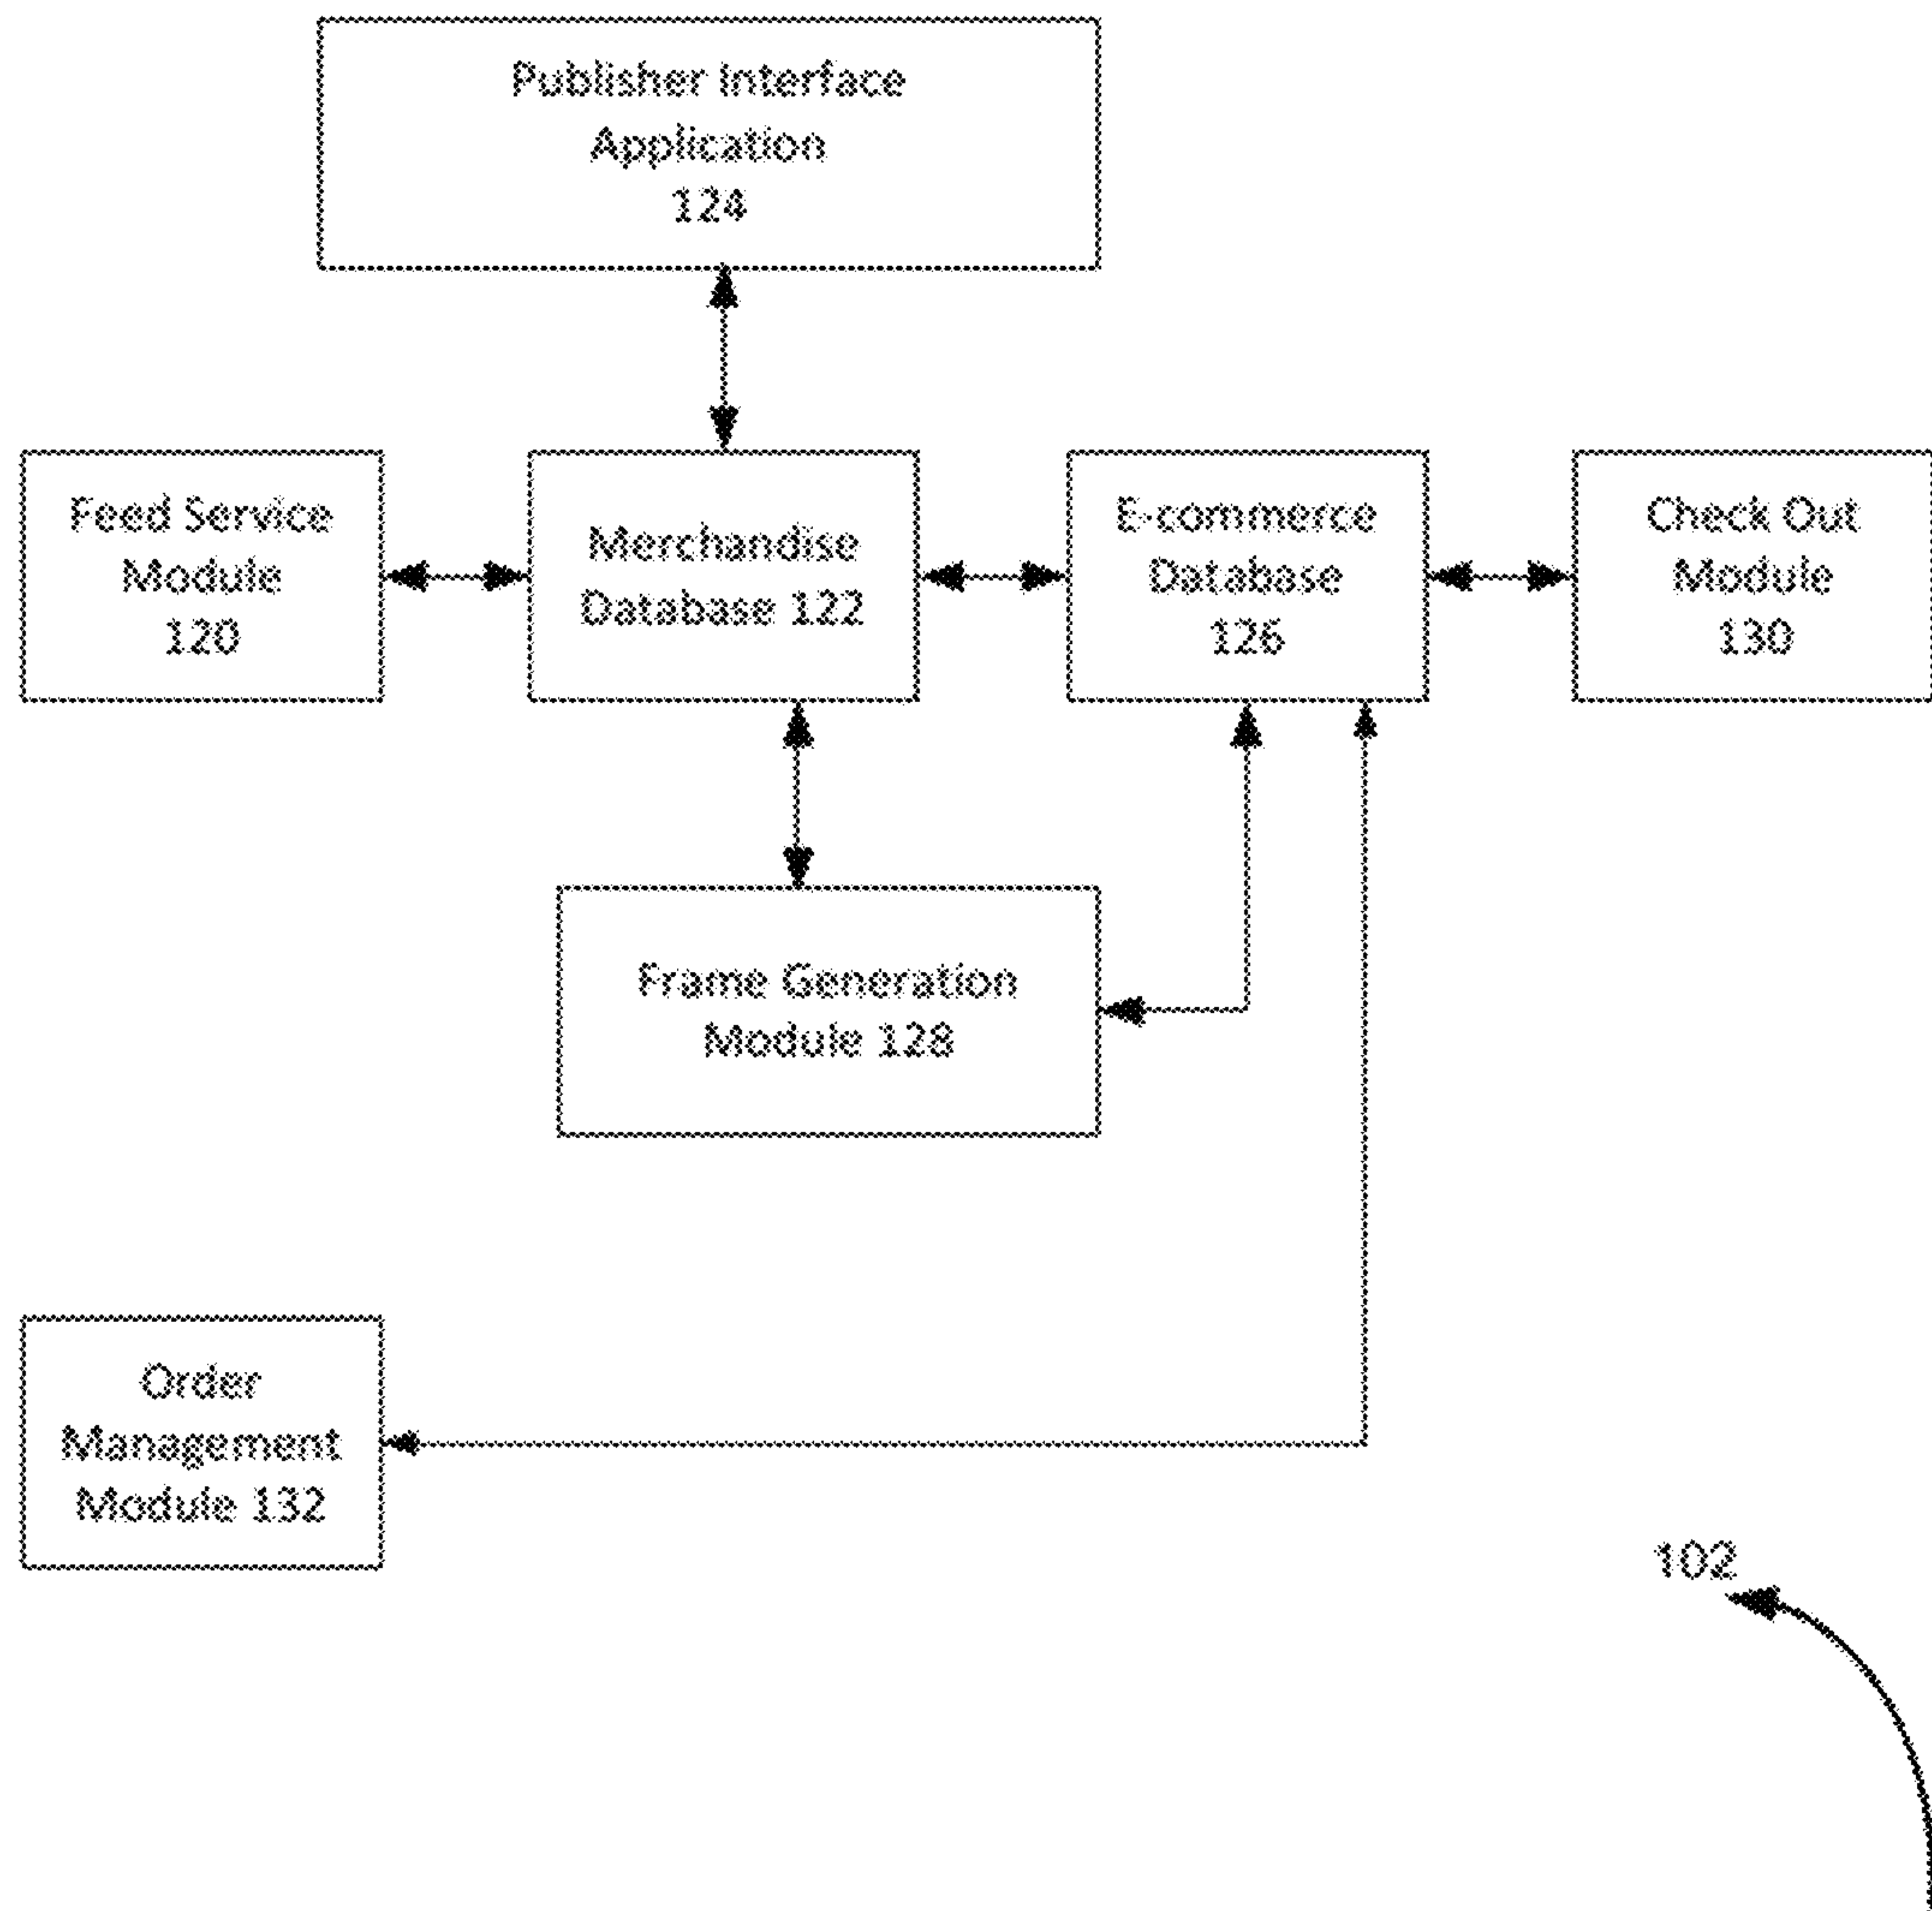 Publisher Interface
Application
124
Feed Service
Module
120
Merchandise
Database 122
E-commerce
Database
126
Check Out
Module
130
Frame Generation
Module 128
Order
Management
Module 132
102